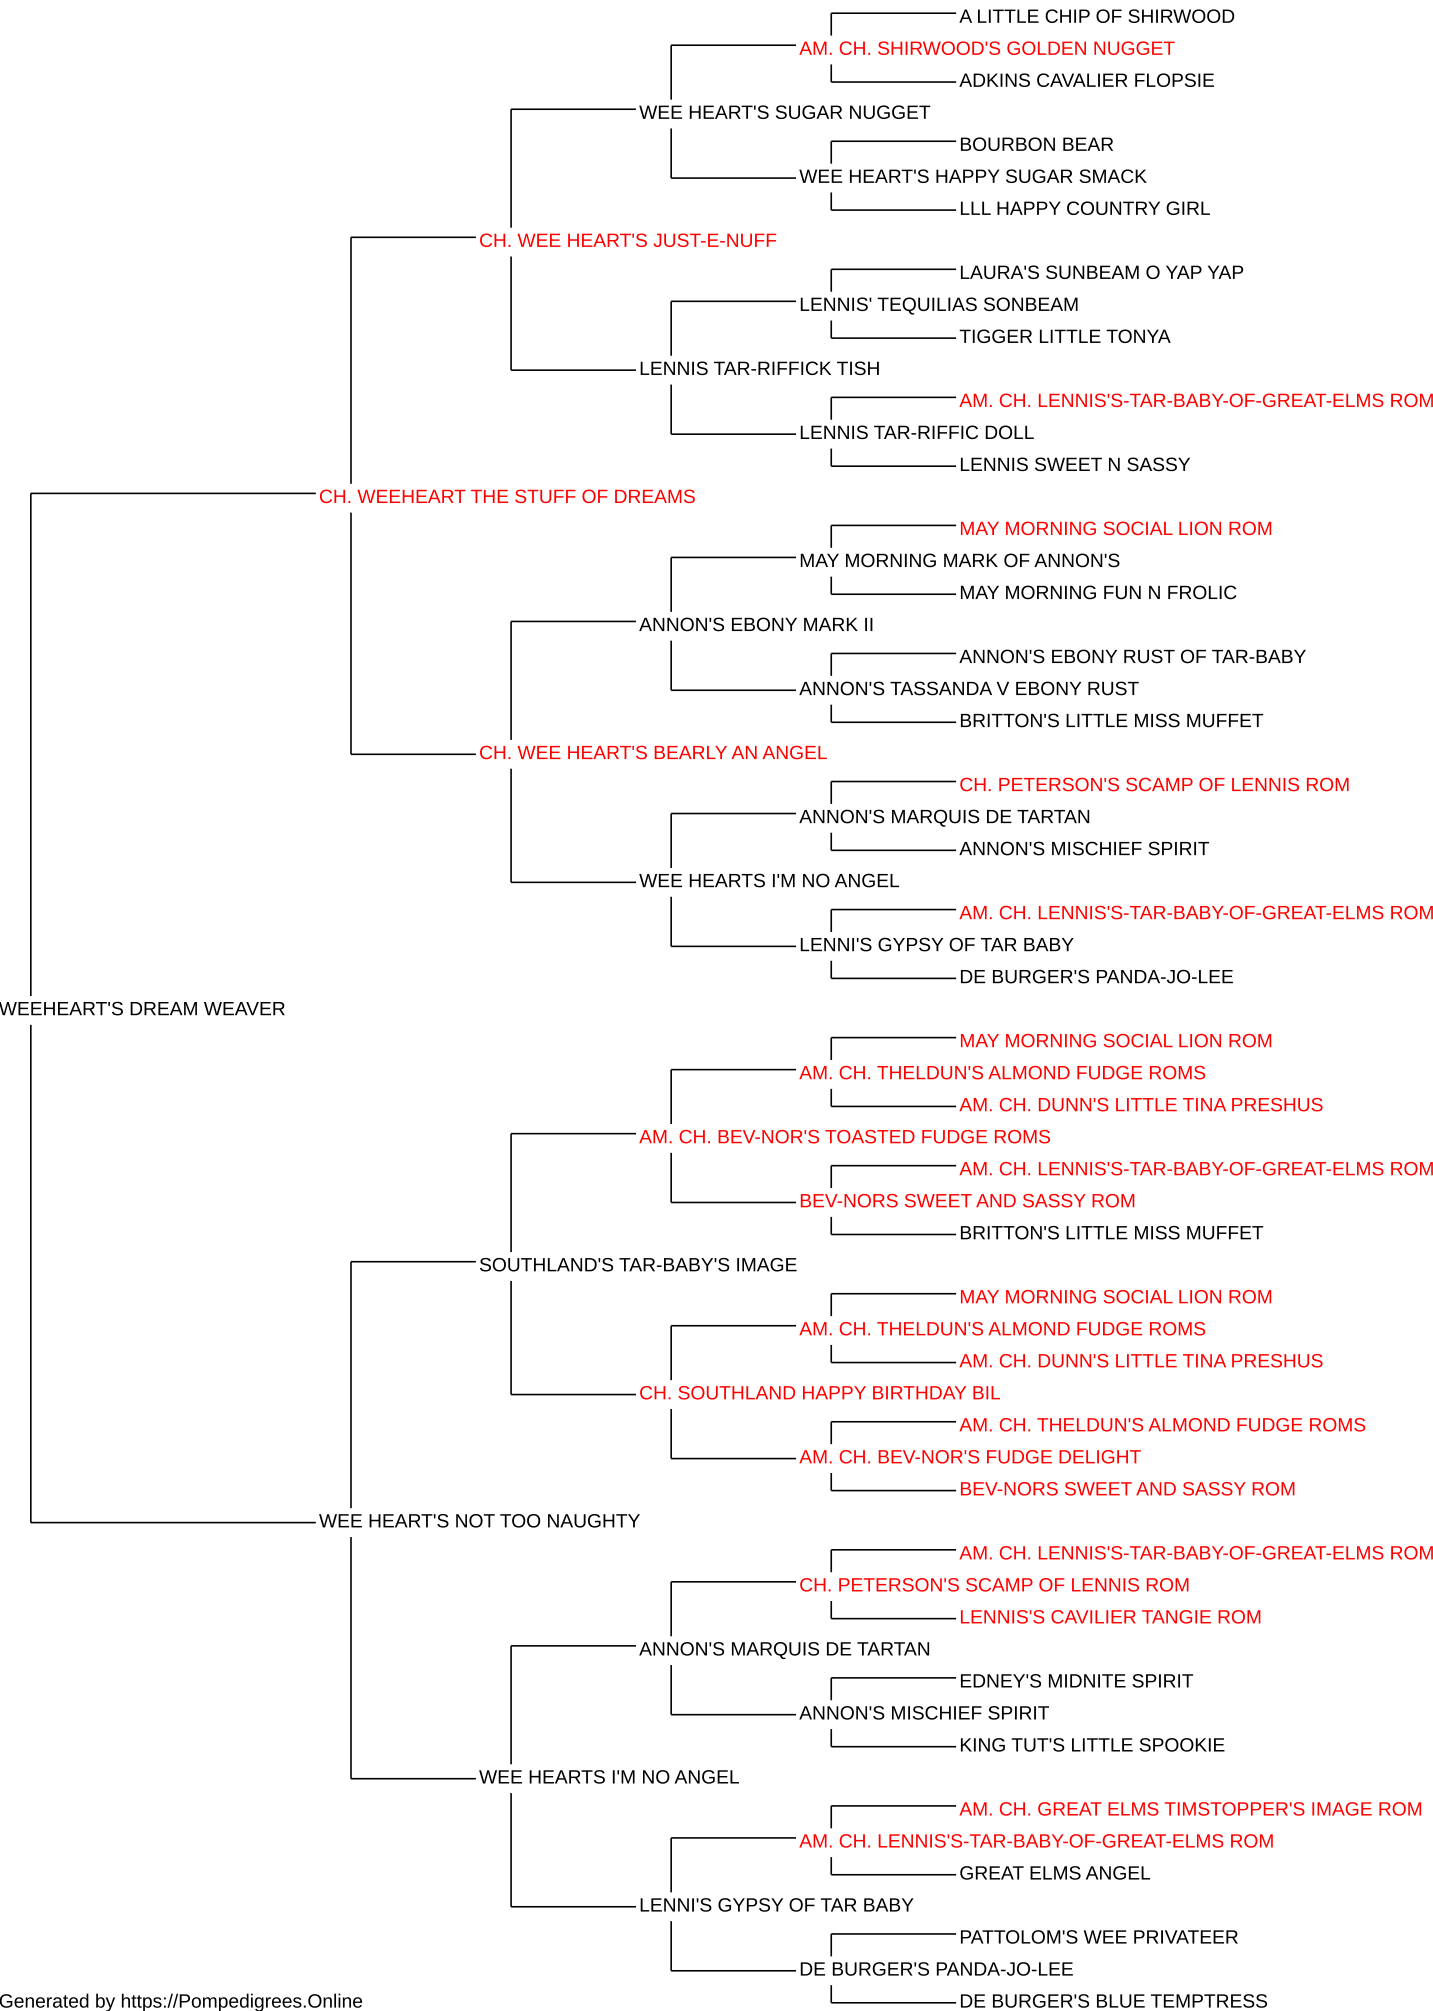 A LITTLE CHIP OF SHIRWOOD
AM. CH. SHIRWOOD'S GOLDEN NUGGET
ADKINS CAVALIER FLOPSIE
WEE HEART'S SUGAR NUGGET
BOURBON BEAR
WEE HEART'S HAPPY SUGAR SMACK
LLL HAPPY COUNTRY GIRL
CH. WEE HEART'S JUST-E-NUFF
LAURA'S SUNBEAM O YAP YAP
LENNIS' TEQUILIAS SONBEAM
TIGGER LITTLE TONYA
LENNIS TAR-RIFFICK TISH
AM. CH. LENNIS'S-TAR-BABY-OF-GREAT-ELMS ROM
LENNIS TAR-RIFFIC DOLL
LENNIS SWEET N SASSY
CH. WEEHEART THE STUFF OF DREAMS
MAY MORNING SOCIAL LION ROM
MAY MORNING MARK OF ANNON'S
MAY MORNING FUN N FROLIC
ANNON'S EBONY MARK II
ANNON'S EBONY RUST OF TAR-BABY
ANNON'S TASSANDA V EBONY RUST
BRITTON'S LITTLE MISS MUFFET
CH. WEE HEART'S BEARLY AN ANGEL
CH. PETERSON'S SCAMP OF LENNIS ROM
ANNON'S MARQUIS DE TARTAN
ANNON'S MISCHIEF SPIRIT
WEE HEARTS I'M NO ANGEL
AM. CH. LENNIS'S-TAR-BABY-OF-GREAT-ELMS ROM
LENNI'S GYPSY OF TAR BABY
DE BURGER'S PANDA-JO-LEE
WEEHEART'S DREAM WEAVER
MAY MORNING SOCIAL LION ROM
AM. CH. THELDUN'S ALMOND FUDGE ROMS
AM. CH. DUNN'S LITTLE TINA PRESHUS
AM. CH. BEV-NOR'S TOASTED FUDGE ROMS
AM. CH. LENNIS'S-TAR-BABY-OF-GREAT-ELMS ROM
BEV-NORS SWEET AND SASSY ROM
BRITTON'S LITTLE MISS MUFFET
SOUTHLAND'S TAR-BABY'S IMAGE
MAY MORNING SOCIAL LION ROM
AM. CH. THELDUN'S ALMOND FUDGE ROMS
AM. CH. DUNN'S LITTLE TINA PRESHUS
CH. SOUTHLAND HAPPY BIRTHDAY BIL
AM. CH. THELDUN'S ALMOND FUDGE ROMS
AM. CH. BEV-NOR'S FUDGE DELIGHT
BEV-NORS SWEET AND SASSY ROM
WEE HEART'S NOT TOO NAUGHTY
AM. CH. LENNIS'S-TAR-BABY-OF-GREAT-ELMS ROM
CH. PETERSON'S SCAMP OF LENNIS ROM
LENNIS'S CAVILIER TANGIE ROM
ANNON'S MARQUIS DE TARTAN
EDNEY'S MIDNITE SPIRIT
ANNON'S MISCHIEF SPIRIT
KING TUT'S LITTLE SPOOKIE
WEE HEARTS I'M NO ANGEL
AM. CH. GREAT ELMS TIMSTOPPER'S IMAGE ROM
AM. CH. LENNIS'S-TAR-BABY-OF-GREAT-ELMS ROM
GREAT ELMS ANGEL
LENNI'S GYPSY OF TAR BABY
PATTOLOM'S WEE PRIVATEER
DE BURGER'S PANDA-JO-LEE
DE BURGER'S BLUE TEMPTRESS
Generated by https://Pompedigrees.Online